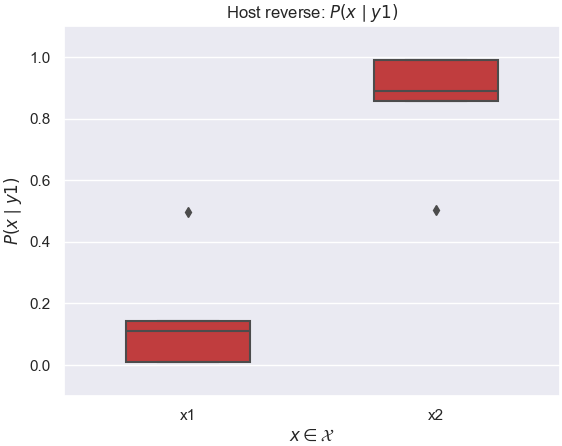 Host reverse: P(x | y1)
P(x | y1)
1.0
0.8
0.6
0.4
0.2
0.0
x1 x2
x ∈ 𝒳